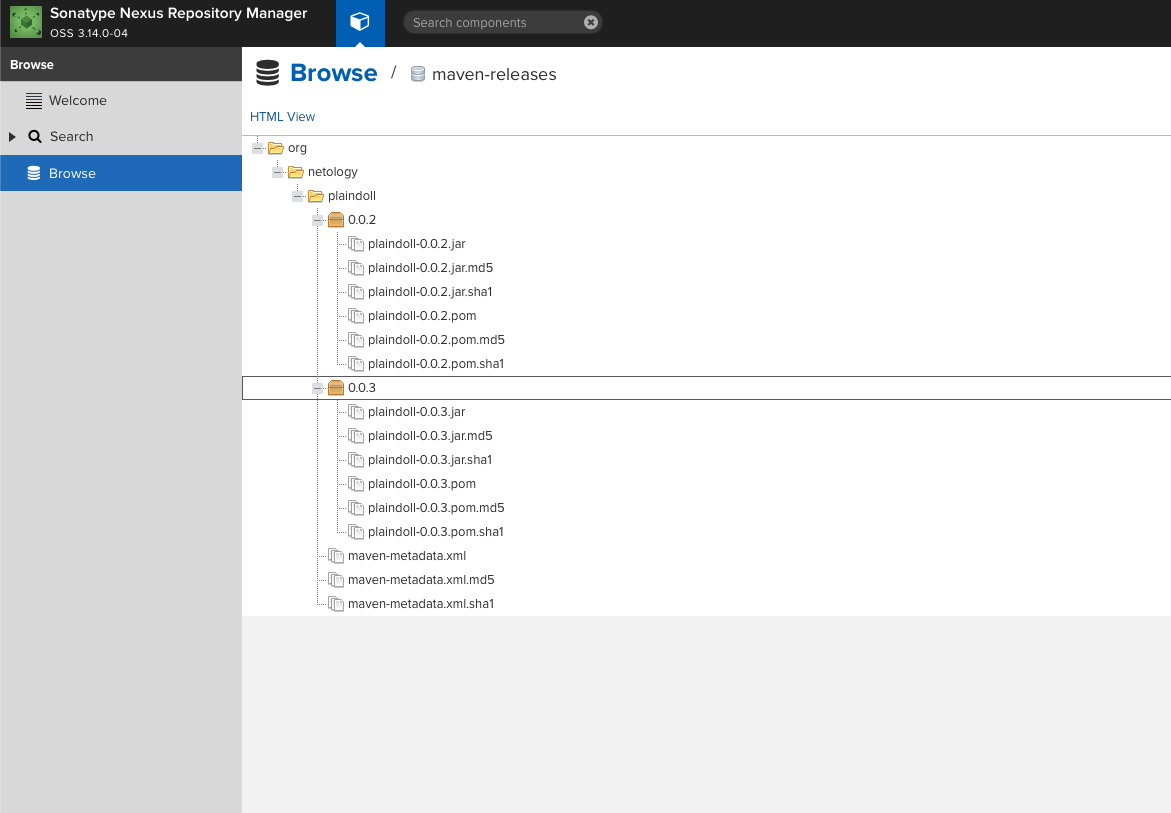 Sonatype Nexus Repository Manager
OSS 3.14.0-04
Search components
Browse
Welcome
Search
Browse
Browse / maven-releases
HTML View
org
netology
plaindoll
0.0.2
plaindoll-0.0.2.jar
plaindoll-0.0.2.jar.md5
plaindoll-0.0.2.jar.sha1
plaindoll-0.0.2.pom
plaindoll-0.0.2.pom.md5
plaindoll-0.0.2.pom.sha1
0.0.3
plaindoll-0.0.3.jar
plaindoll-0.0.3.jar.md5
plaindoll-0.0.3.jar.sha1
plaindoll-0.0.3.pom
plaindoll-0.0.3.pom.md5
plaindoll-0.0.3.pom.sha1
maven-metadata.xml
maven-metadata.xml.md5
maven-metadata.xml.sha1